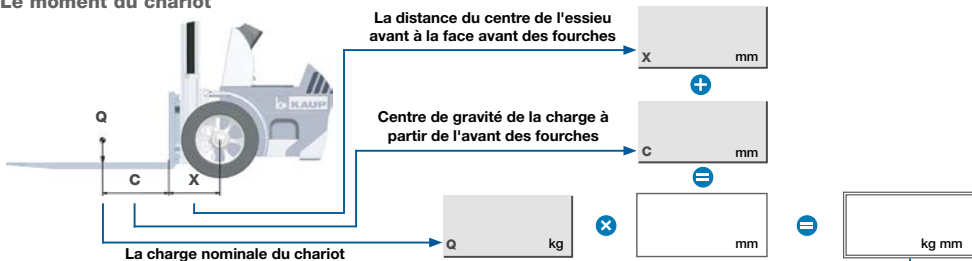 Le moment du chariot
La distance du centre de l'essieu
avant à la face avant des fourches
X mm
+
KAUP
Q
Centre de gravité de la charge à
partir de l'avant des fourches
C mm
=
C X
Q kg
×
mm
=
kg mm
La charge nominale du chariot